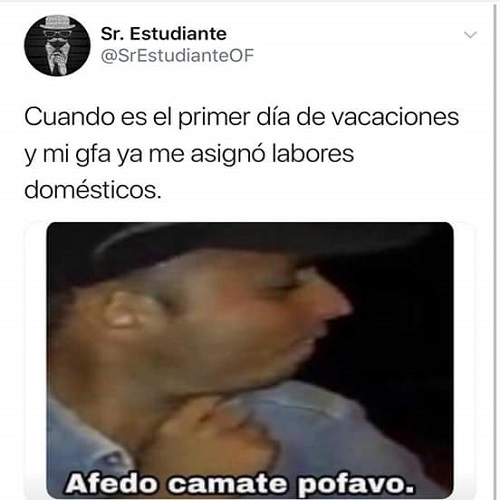 Sr. Estudiante
@SrEstudianteOF
Cuando es el primer día de vacaciones
y mi gfa ya me asignó labores
domésticos.
Afedo camate pofavo.